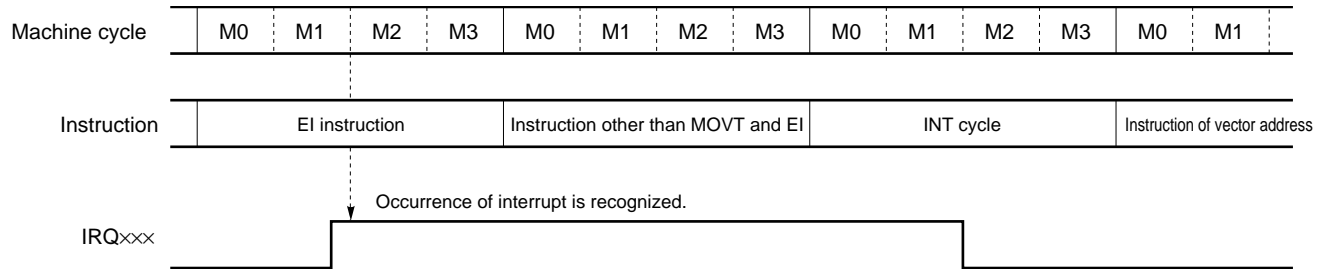 Machine cycle M0 M1 M2 M3 M0 M1 M2 M3 M0 M1 M2 M3 M0 M1
Instruction EI instruction Instruction other than MOVT and EI INT cycle Instruction of vector address
Occurrence of interrupt is recognized.
IRQ×××